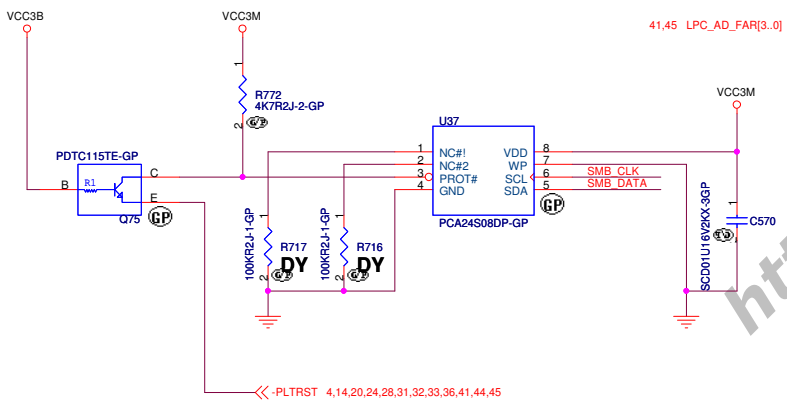 VCC3B
VCC3M
41,45 LPC_AD_FAR[3..0]
1
R772
4K7R2J-2-GP
2
VCC3M
U37
PDTC115TE-GP
B
R1
C
E
Q75
GP
1 NC#1 VDD 8
2 NC#2 WP 7
3 PROT# SCL 6 SMB_CLK
4 GND SDA 5 SMB_DATA
PCA24S08DP-GP
GP
1
R717
100KR2J-1-GP
DY
2
1
R716
100KR2J-1-GP
DY
2
1
C570
SCD01U16V2KX-3GP
-PLTRST 4,14,20,24,28,31,32,33,36,41,44,45
htt